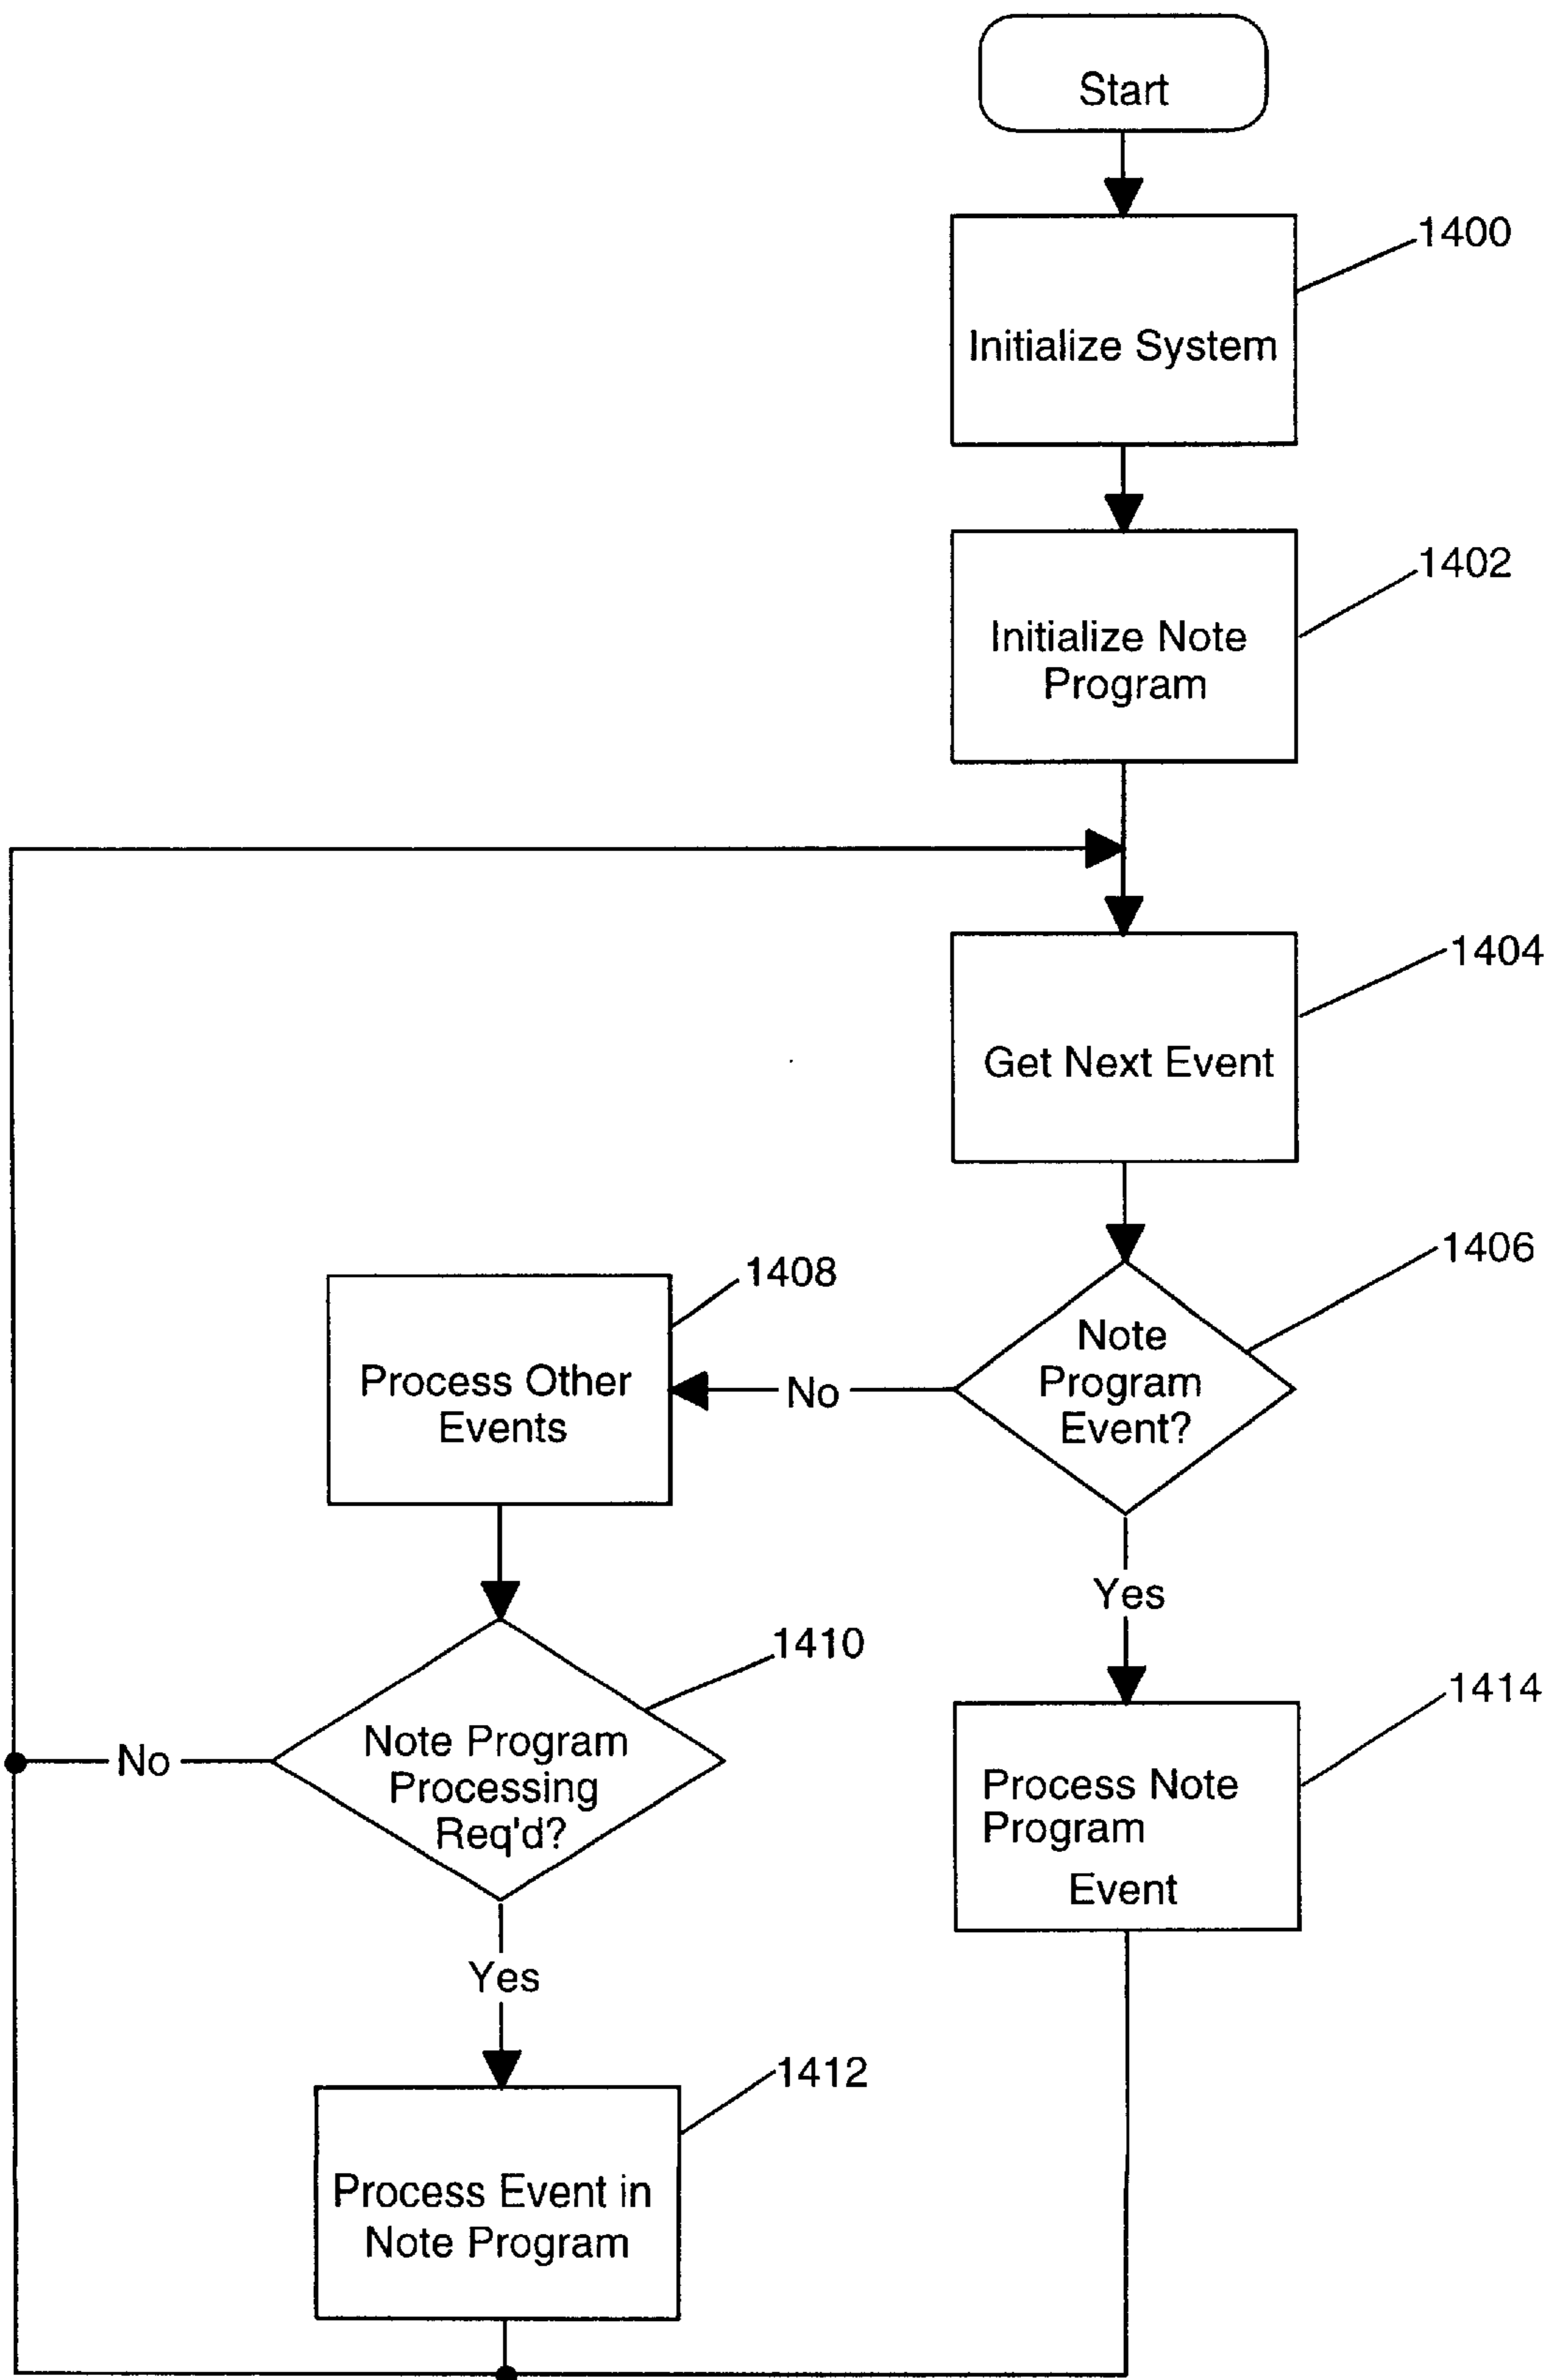 Start
1400
Initialize System
1402
Initialize Note
Program
1404
Get Next Event
1406
Note
Program
Event?
1408
Process Other
Events
No
Yes
1410
Note Program
Processing
Req'd?
No
1414
Process Note
Program
Event
Yes
1412
Process Event in
Note Program